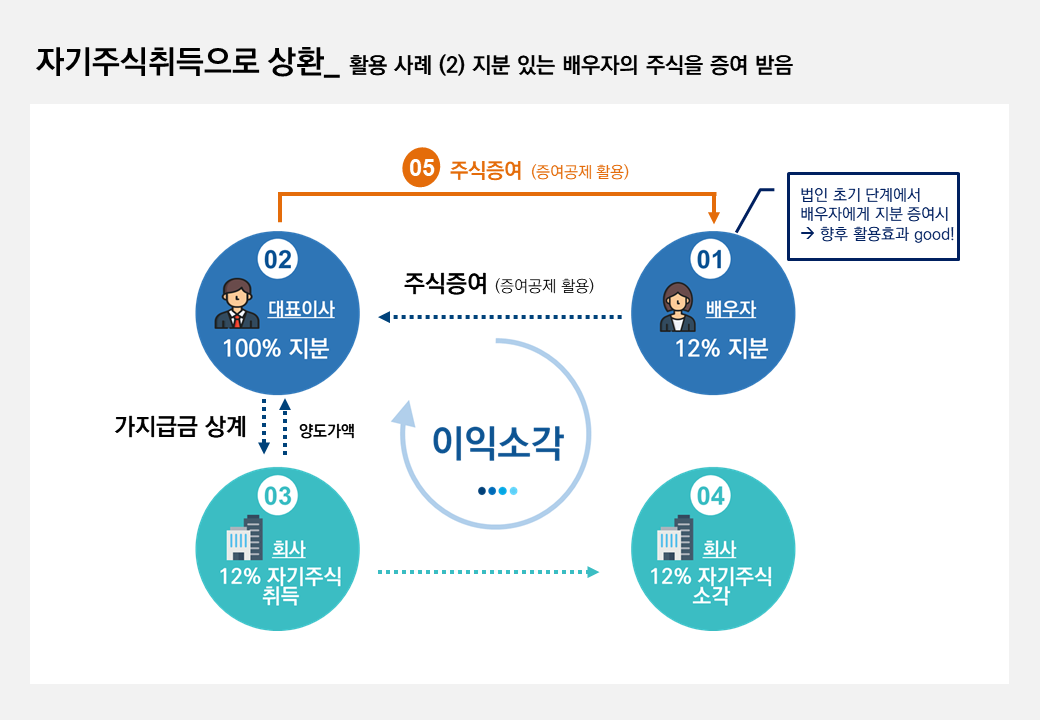 자기주식취득으로 상환_ 활용 사례 (2) 지분 있는 배우자의 주식을 증여 받음
05 주식증여 (증여공제 활용)
법인 초기 단계에서
배우자에게 지분 증여시
→ 향후 활용효과 good!
02
대표이사
100% 지분
주식증여 (증여공제 활용)
01
배우자
12% 지분
가지급금 상계
양도가액
이익소각
03
회사
12% 자기주식
취득
04
회사
12% 자기주식
소각